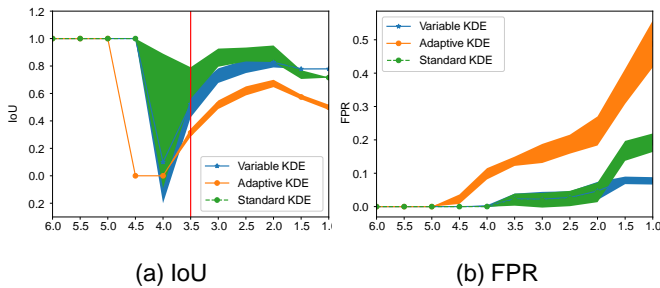 1.2
1.0
0.8
0.6
0.4
0.2
0.0
0.2
IoU
Variable KDE
Adaptive KDE
Standard KDE
6.0 5.5 5.0 4.5 4.0 3.5 3.0 2.5 2.0 1.5 1.0
(a) IoU
0.5
0.4
0.3
0.2
0.1
0.0
FPR
Variable KDE
Adaptive KDE
Standard KDE
6.0 5.5 5.0 4.5 4.0 3.5 3.0 2.5 2.0 1.5 1.0
(b) FPR